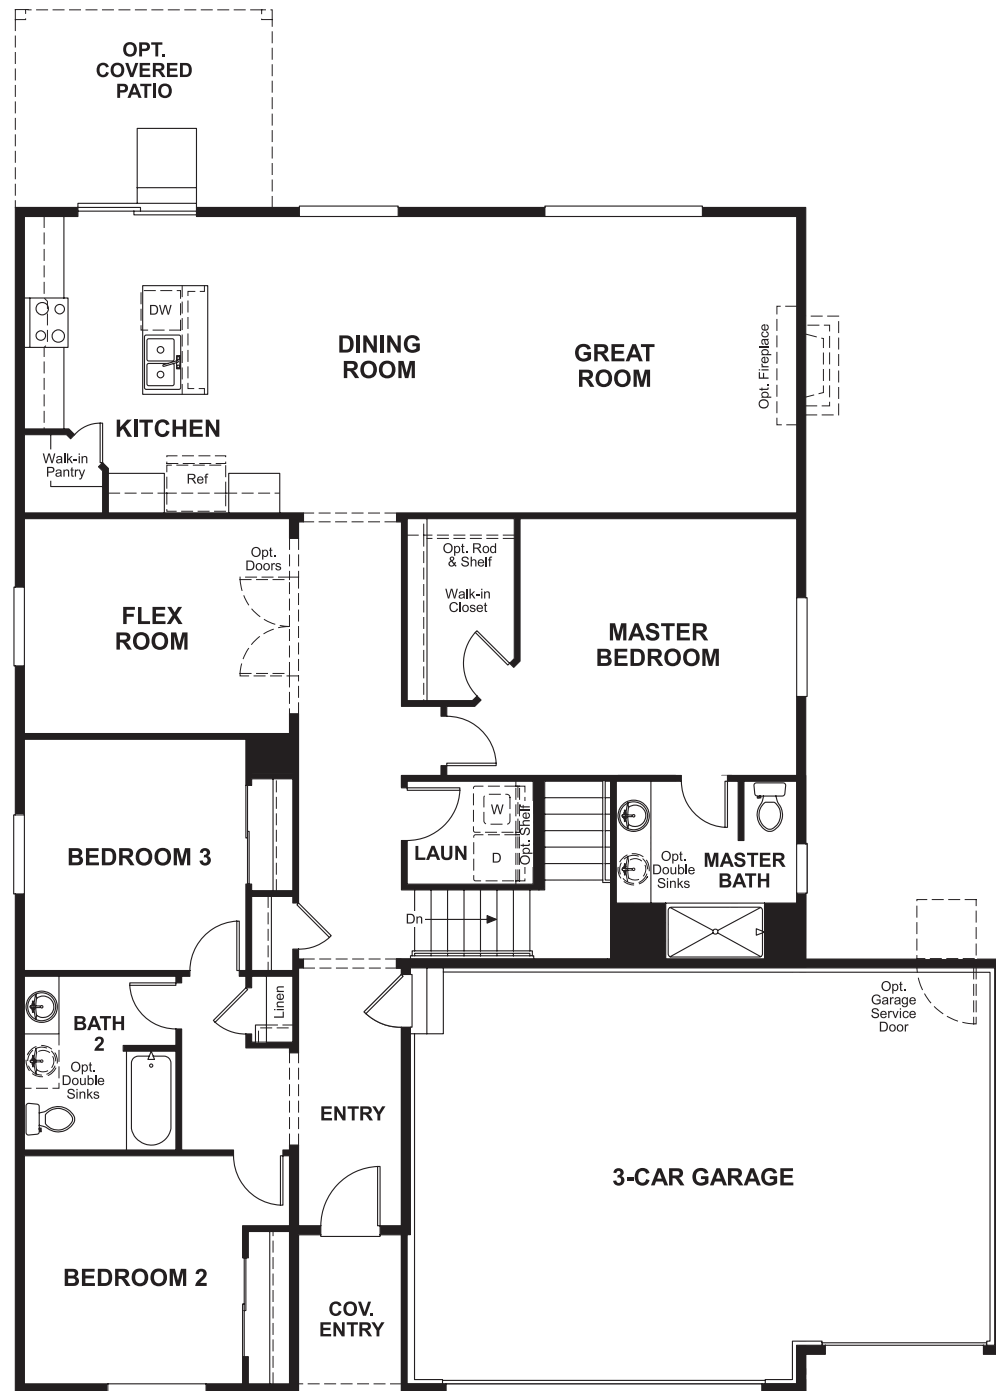 OPT.
COVERED
PATIO
DW
DINING
ROOM
GREAT
ROOM
Opt. Fireplace
KITCHEN
Walk-in
Pantry
Ref
Opt.
Doors
Opt. Rod
& Shelf
Walk-in
Closet
FLEX
ROOM
MASTER
BEDROOM
W
D
Opt. Shelf
LAUN
BEDROOM 3
Opt.
Double
Sinks
MASTER
BATH
Dn
Linen
BATH
2
Opt.
Double
Sinks
Opt.
Garage
Service
Door
ENTRY
3-CAR GARAGE
BEDROOM 2
COV.
ENTRY